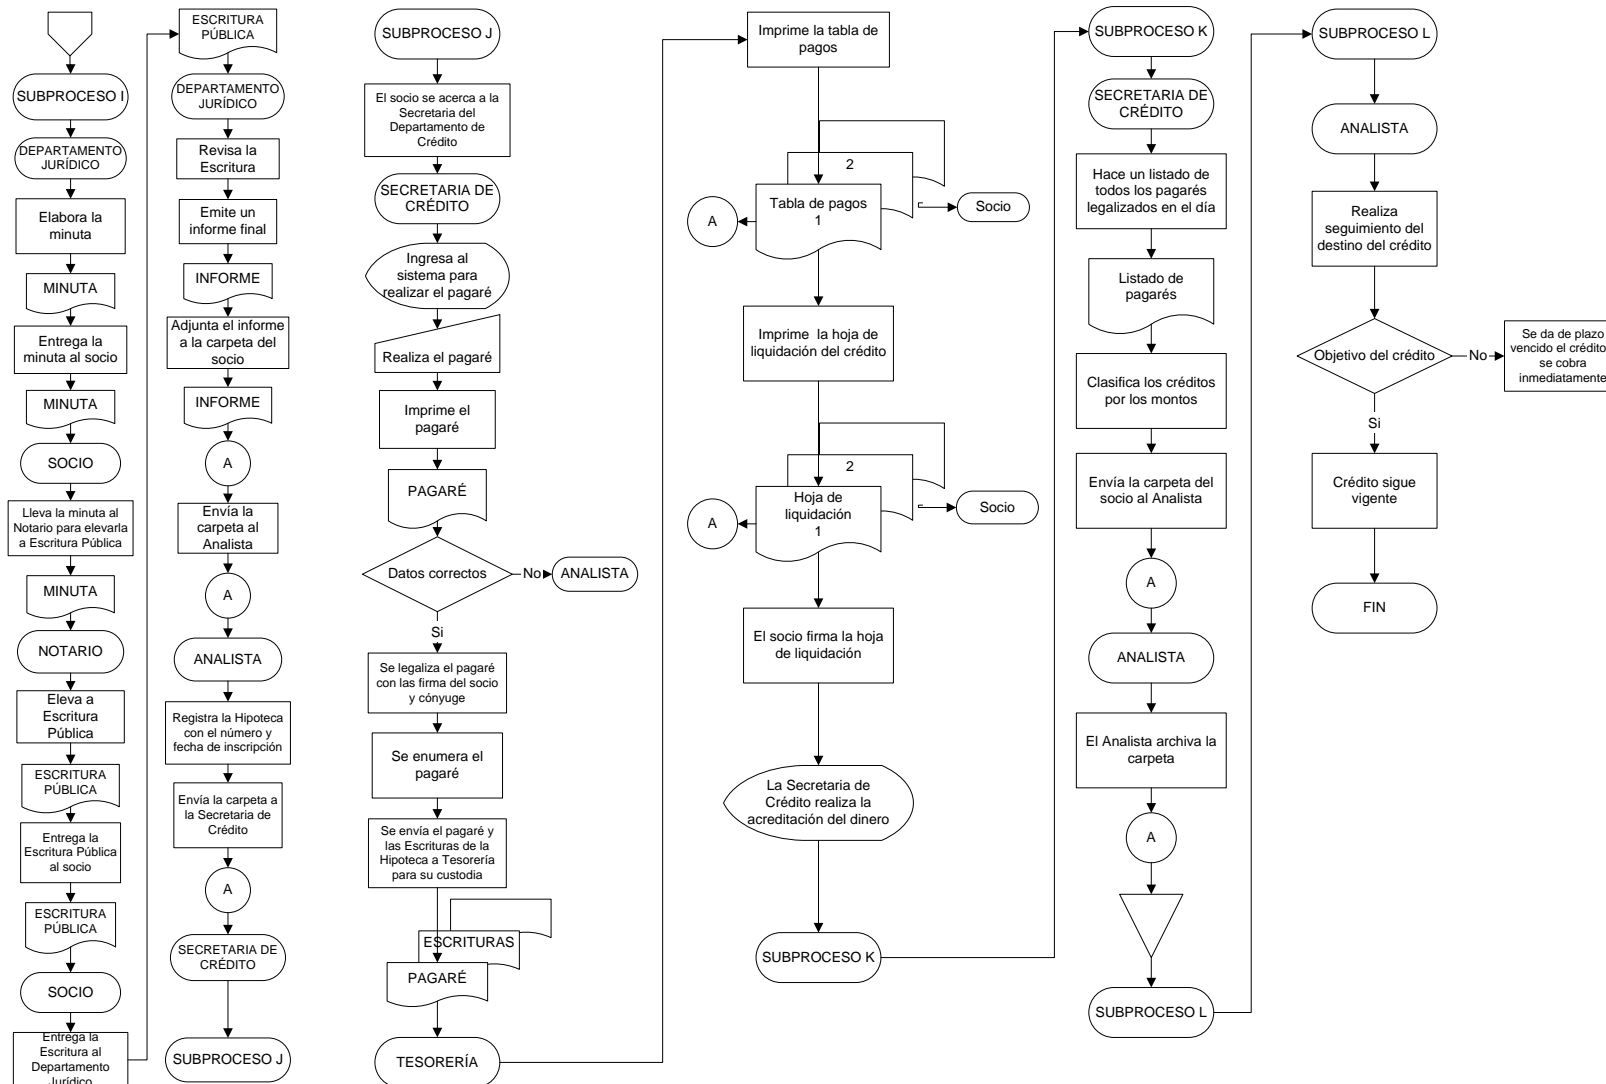 SUBPROCESO I
DEPARTAMENTO
JURÍDICO
Elabora la
minuta
MINUTA
Entrega la
minuta al socio
MINUTA
SOCIO
Lleva la minuta al
Notario para elevarla
a Escritura Pública
MINUTA
NOTARIO
Eleva a
Escritura
Pública
ESCRITURA
PÚBLICA
Entrega la
Escritura Pública
al socio
ESCRITURA
PÚBLICA
SOCIO
Entrega la
Escritura al
Departamento
Jurídico
ESCRITURA
PÚBLICA
DEPARTAMENTO
JURÍDICO
Revisa la
Escritura
Emite un
informe final
INFORME
Adjunta el informe
a la carpeta del
socio
INFORME
A
Envía la
carpeta al
Analista
A
ANALISTA
Registra la Hipoteca
con el número y
fecha de inscripción
Envía la carpeta a
la Secretaria de
Crédito
A
SECRETARIA DE
CRÉDITO
SUBPROCESO J
SUBPROCESO J
El socio se acerca a la
Secretaria del
Departamento de
Crédito
SECRETARIA DE
CRÉDITO
Ingresa al
sistema para
realizar el pagaré
Realiza el pagaré
Imprime el
pagaré
PAGARÉ
Datos correctos
No
ANALISTA
Si
Se legaliza el pagaré
con las firma del socio
y cónyuge
Se enumera el
pagaré
Se envía el pagaré y
las Escrituras de la
Hipoteca a Tesorería
para su custodia
ESCRITURAS
PAGARÉ
TESORERÍA
Imprime la tabla de
pagos
2
Tabla de pagos
1
A
Socio
Imprime  la hoja de
liquidación del crédito
2
Hoja de
liquidación
1
A
Socio
El socio firma la hoja
de liquidación
La Secretaria de
Crédito realiza la
acreditación del dinero
SUBPROCESO K
SUBPROCESO K
SECRETARIA DE
CRÉDITO
Hace un listado de
todos los pagarés
legalizados en el día
Listado de
pagarés
Clasifica los créditos
por los montos
Envía la carpeta del
socio al Analista
A
ANALISTA
El Analista archiva la
carpeta
A
SUBPROCESO L
SUBPROCESO L
ANALISTA
Realiza
seguimiento del
destino del crédito
Objetivo del crédito
No
Se da de plazo
vencido el crédito
se cobra
inmediatamente
Si
Crédito sigue
vigente
FIN